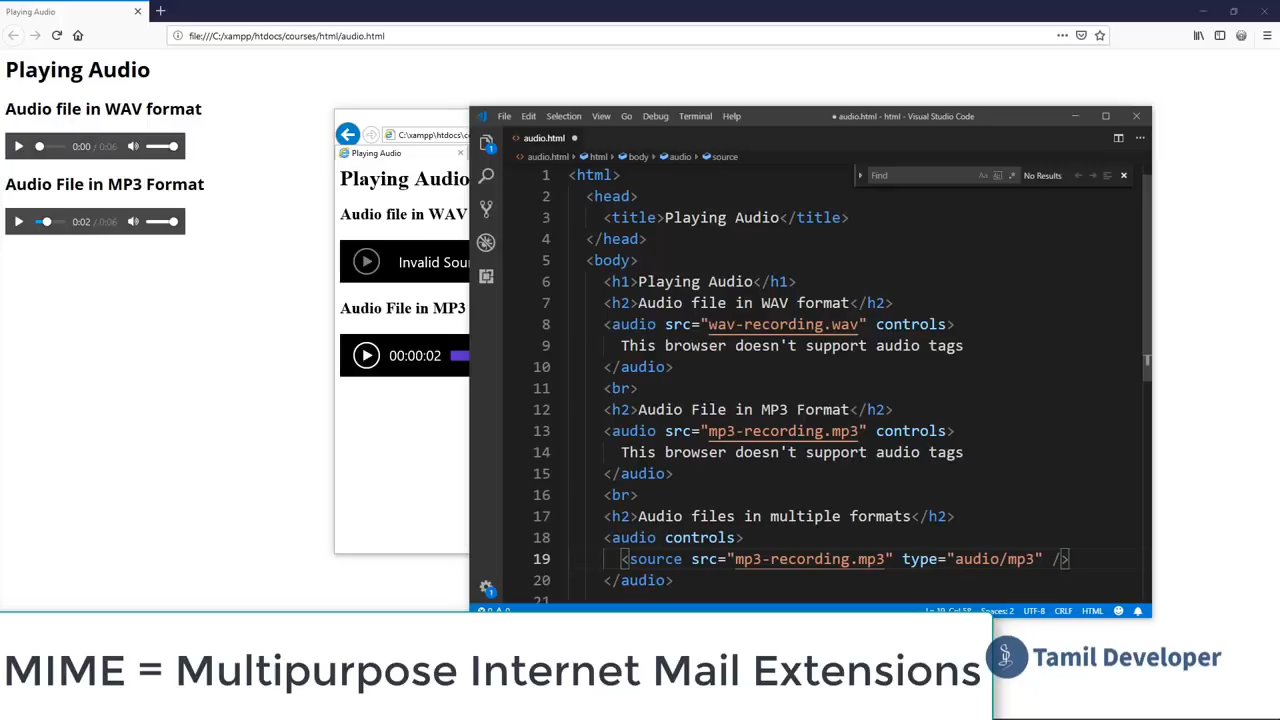 Playing Audio
file:///C:/xampp/htdocs/courses/html/audio.html
Playing Audio
Audio file in WAV format
0:00 / 0:06
Audio File in MP3 Format
0:02 / 0:06
C:\xampp\htdocs\co
Playing Audio
Playing Audio
Audio file in WAV
Invalid Sour
Audio File in MP3
00:00:02
File Edit Selection View Go Debug Terminal Help
● audio.html - html - Visual Studio Code
audio.html ●
audio.html › html › body › audio › source
Find
No Results
1 <html>
2 <head>
3 <title>Playing Audio</title>
4 </head>
5 <body>
6 <h1>Playing Audio</h1>
7 <h2>Audio file in WAV format</h2>
8 <audio src="wav-recording.wav" controls>
9 This browser doesn't support audio tags
10 </audio>
11 <br>
12 <h2>Audio File in MP3 Format</h2>
13 <audio src="mp3-recording.mp3" controls>
14 This browser doesn't support audio tags
15 </audio>
16 <br>
17 <h2>Audio files in multiple formats</h2>
18 <audio controls>
19 <source src="mp3-recording.mp3" type="audio/mp3" />
20 </audio>
21
UTF-8 CRLF HTML
MIME = Multipurpose Internet Mail Extensions
Tamil Developer